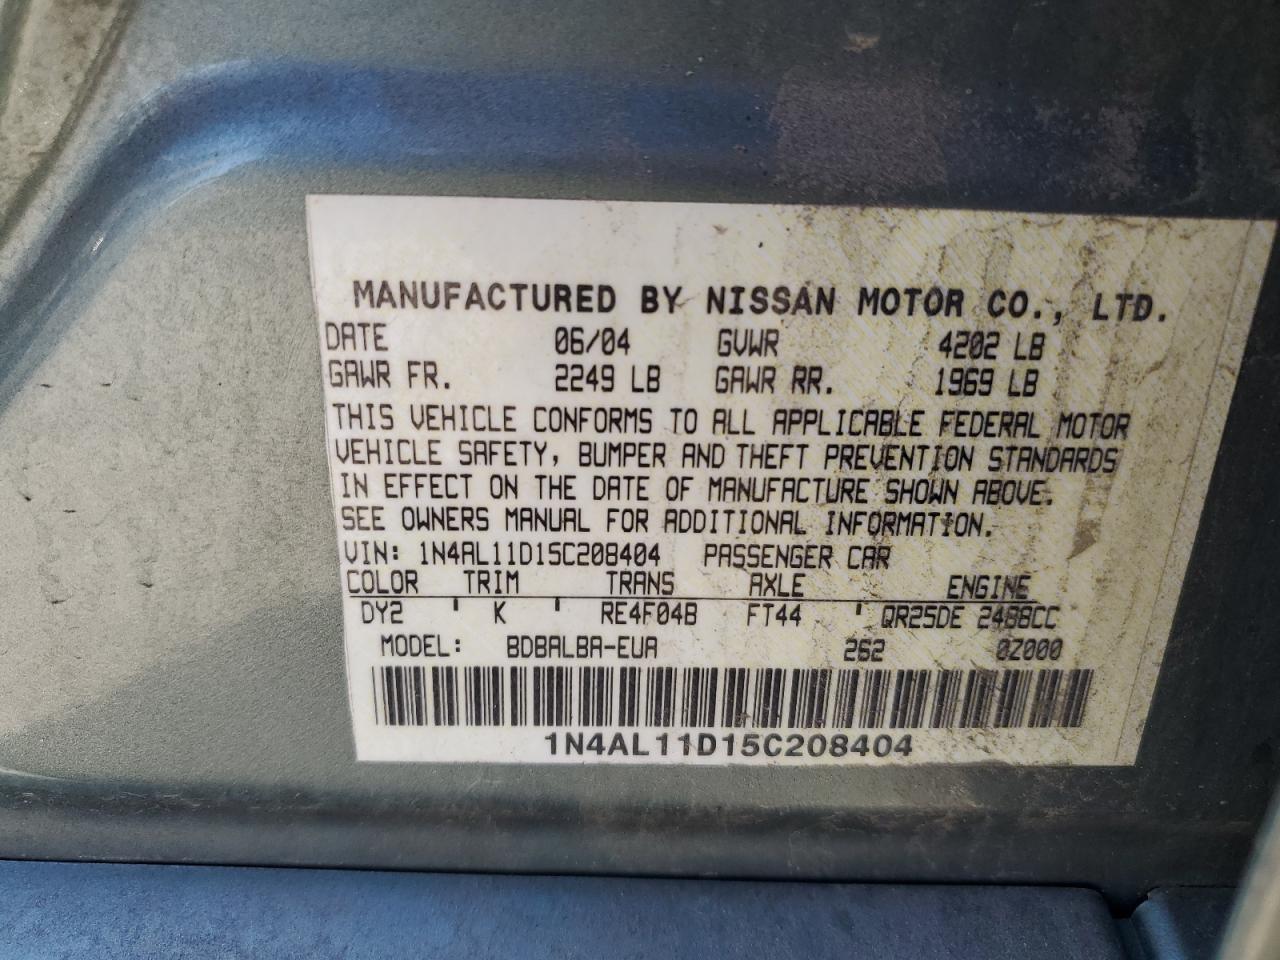 MANUFACTURED BY NISSAN MOTOR CO., LTD.
DATE 06/04 GVWR 4202 LB
GAWR FR. 2249 LB GAWR RR. 1969 LB
THIS VEHICLE CONFORMS TO ALL APPLICABLE FEDERAL MOTOR
VEHICLE SAFETY, BUMPER AND THEFT PREVENTION STANDARDS
IN EFFECT ON THE DATE OF MANUFACTURE SHOWN ABOVE.
SEE OWNERS MANUAL FOR ADDITIONAL INFORMATION.
VIN: 1N4AL11D15C208404 PASSENGER CAR
COLOR TRIM TRANS AXLE ENGINE
DY2 ' K ' RE4F04B FT44 ' QR25DE 2488CC
MODEL: BDBALBA-EUA 262 0Z000
1N4AL11D15C208404